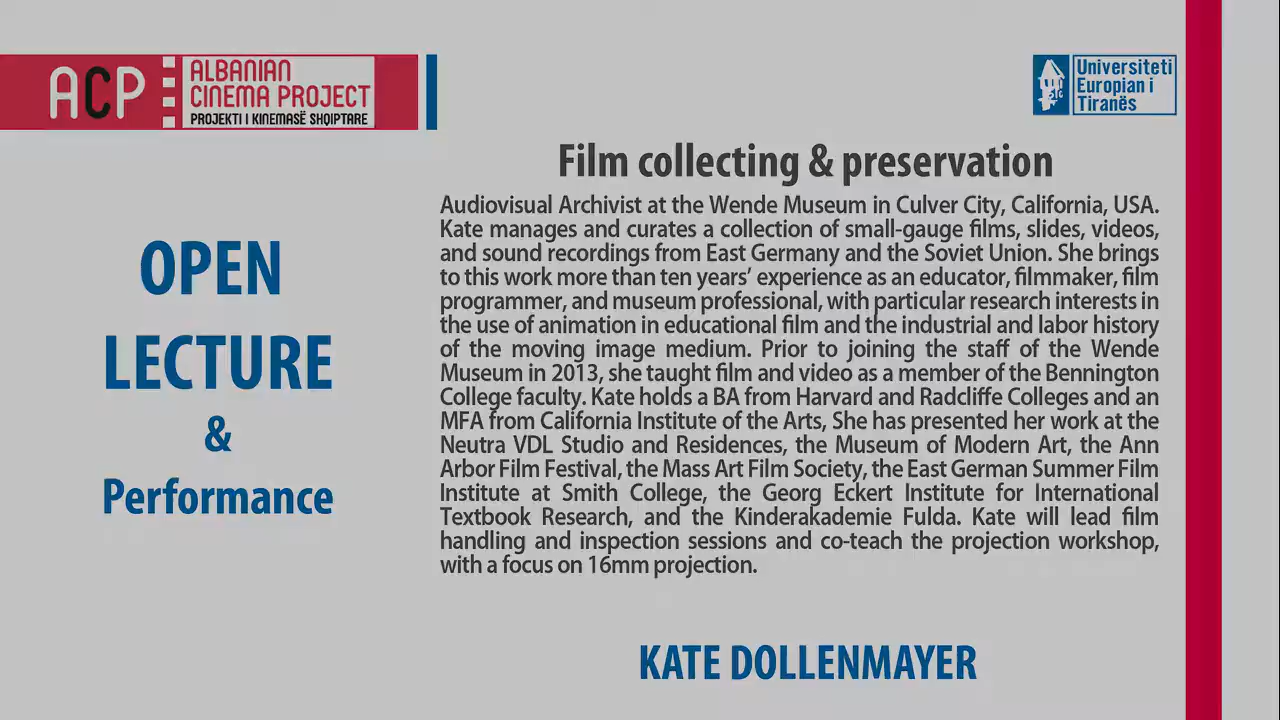 ACP
ALBANIAN
CINEMA PROJECT
PROJEKTI I KINEMASË SHQIPTARE
Universiteti
Europian i
Tiranës
OPEN
LECTURE
&
Performance
Film collecting & preservation
Audiovisual Archivist at the Wende Museum in Culver City, California, USA.
Kate manages and curates a collection of small-gauge films, slides, videos,
and sound recordings from East Germany and the Soviet Union. She brings
to this work more than ten years’ experience as an educator, filmmaker, film
programmer, and museum professional, with particular research interests in
the use of animation in educational film and the industrial and labor history
of the moving image medium. Prior to joining the staff of the Wende
Museum in 2013, she taught film and video as a member of the Bennington
College faculty. Kate holds a BA from Harvard and Radcliffe Colleges and an
MFA from California Institute of the Arts, She has presented her work at the
Neutra VDL Studio and Residences, the Museum of Modern Art, the Ann
Arbor Film Festival, the Mass Art Film Society, the East German Summer Film
Institute at Smith College, the Georg Eckert Institute for International
Textbook Research, and the Kinderakademie Fulda. Kate will lead film
handling and inspection sessions and co-teach the projection workshop,
with a focus on 16mm projection.
KATE DOLLENMAYER